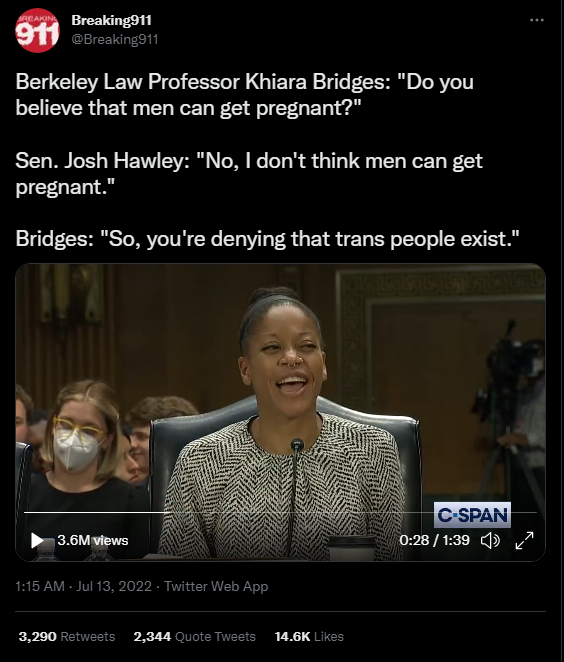 BREAKING
911
Breaking911
@Breaking911
Berkeley Law Professor Khiara Bridges: "Do you
believe that men can get pregnant?"
Sen. Josh Hawley: "No, I don't think men can get
pregnant."
Bridges: "So, you're denying that trans people exist."
C-SPAN
3.6M views
0:28 / 1:39
1:15 AM · Jul 13, 2022 · Twitter Web App
3,290 Retweets 2,344 Quote Tweets 14.6K Likes